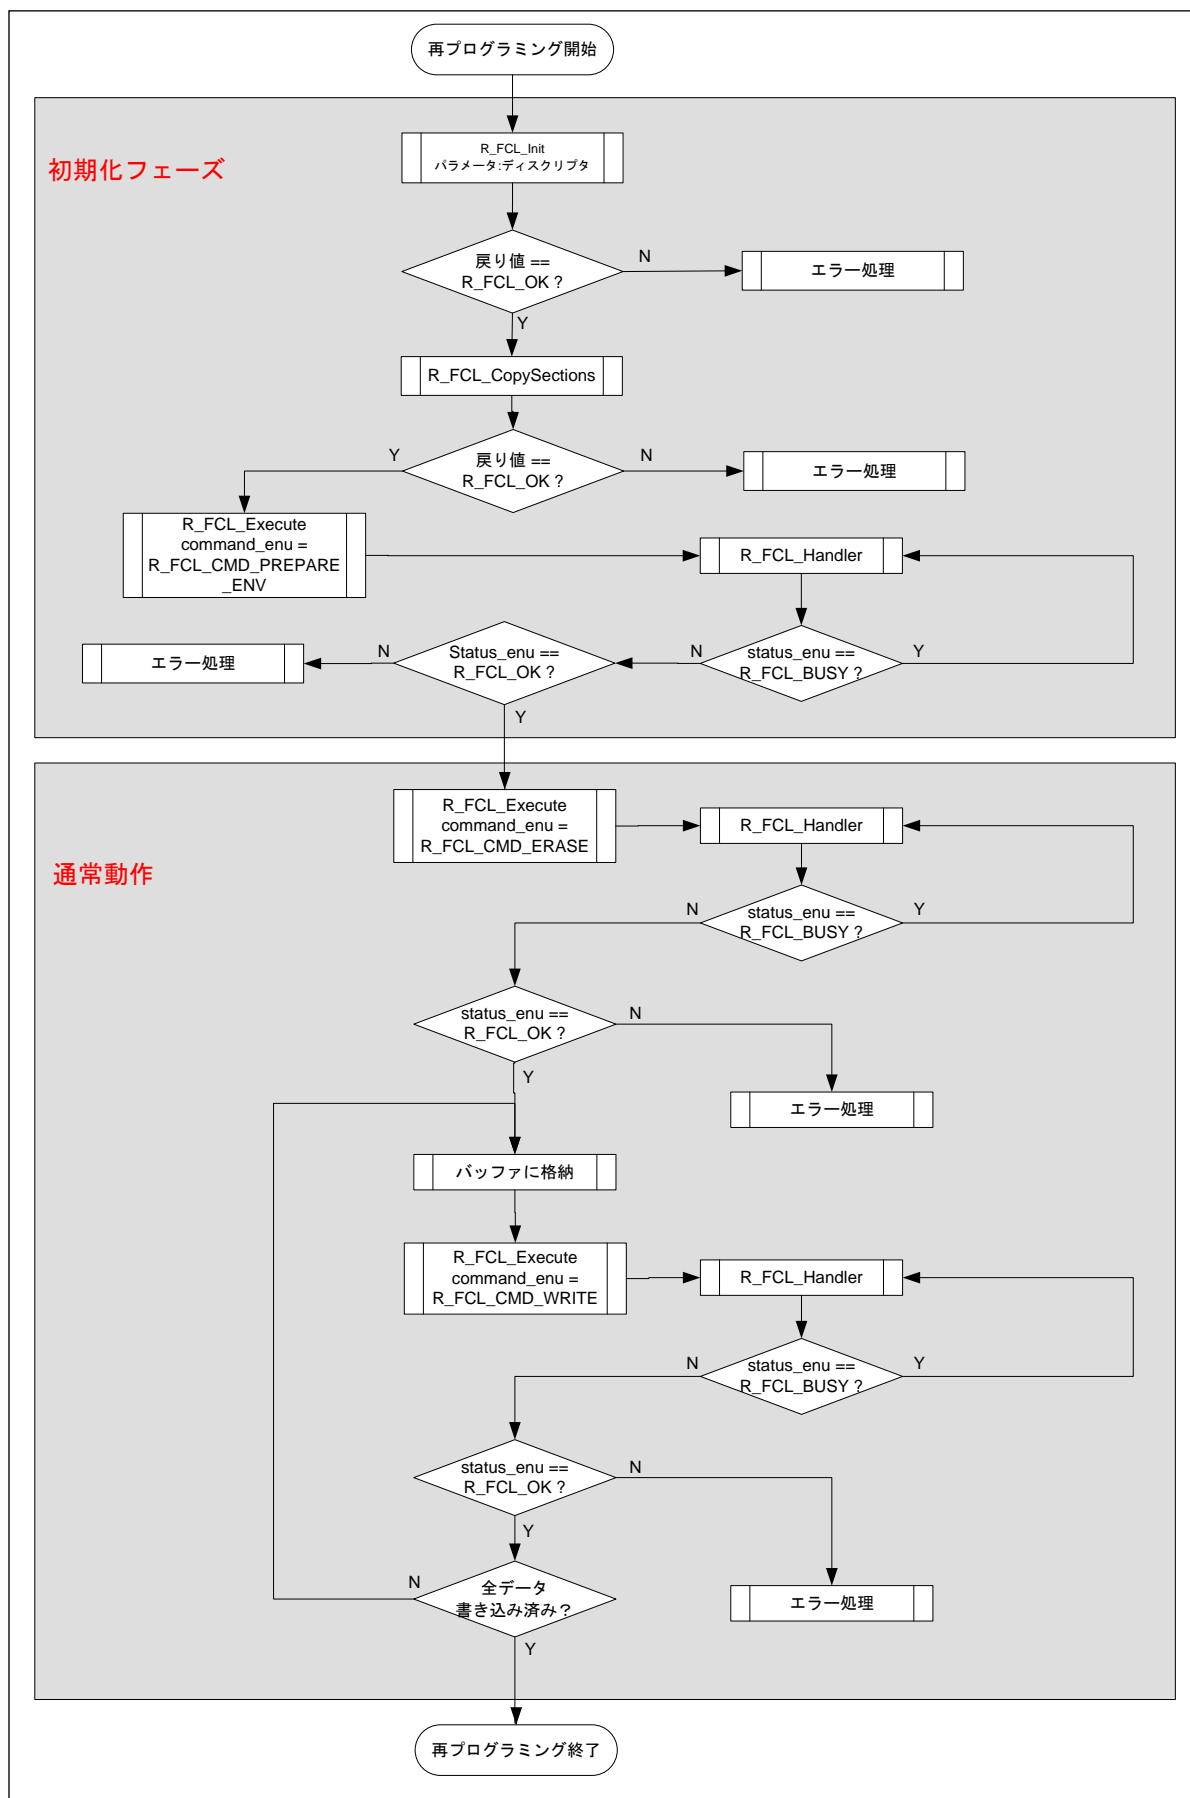 再プログラミング開始
初期化フェーズ
R_FCL_Init
パラメータ:ディスクリプタ
戻り値 ==
R_FCL_OK ?
N
エラー処理
Y
R_FCL_CopySections
戻り値 ==
R_FCL_OK ?
Y
N
エラー処理
R_FCL_Execute
command_enu =
R_FCL_CMD_PREPARE
_ENV
R_FCL_Handler
status_enu ==
R_FCL_BUSY ?
Y
N
Status_enu ==
R_FCL_OK ?
N
エラー処理
Y
通常動作
R_FCL_Execute
command_enu =
R_FCL_CMD_ERASE
R_FCL_Handler
status_enu ==
R_FCL_BUSY ?
N
Y
status_enu ==
R_FCL_OK ?
N
Y
エラー処理
バッファに格納
R_FCL_Execute
command_enu =
R_FCL_CMD_WRITE
R_FCL_Handler
status_enu ==
R_FCL_BUSY ?
N
Y
status_enu ==
R_FCL_OK ?
N
Y
エラー処理
全データ
書き込み済み?
N
Y
再プログラミング終了